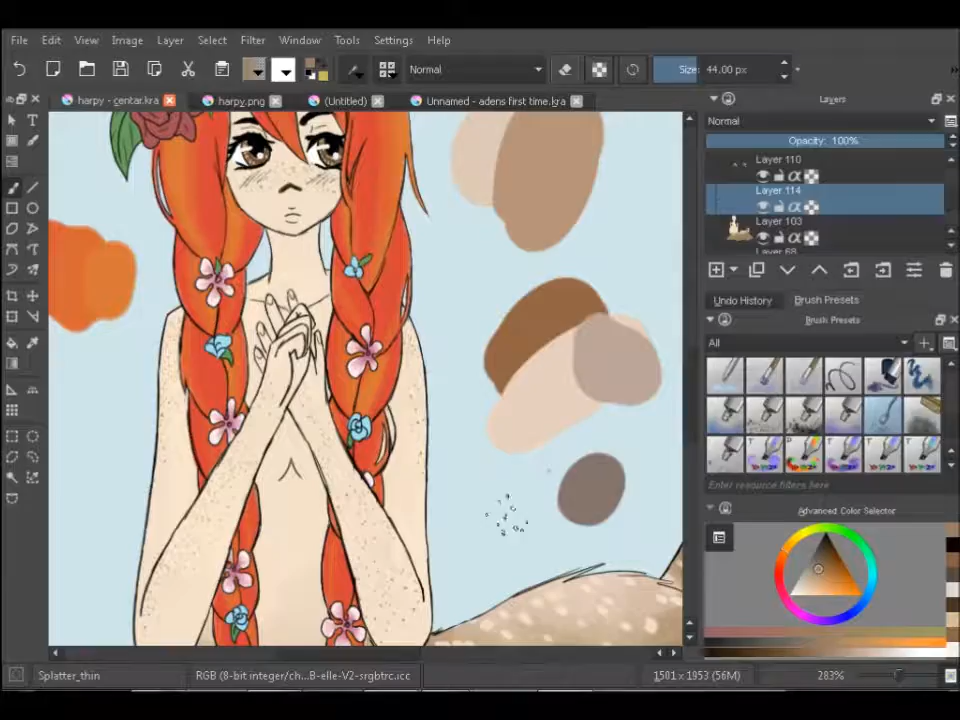 File Edit View Image Layer Select Filter Window Tools Settings Help
Normal Size: 44.00 px
harpy - centar.kra harpy.png (Untitled) Unnamed - adens first time.kra
Layers
Normal
Opacity: 100%
Layer 110
Layer 114
Layer 103
Layer 68
Undo History Brush Presets
Brush Presets
All
Enter resource filters here
Advanced Color Selector
Splatter_thin RGB (8-bit integer/ch...B-elle-V2-srgbtrc.icc 1501 x 1953 (56M) 283%